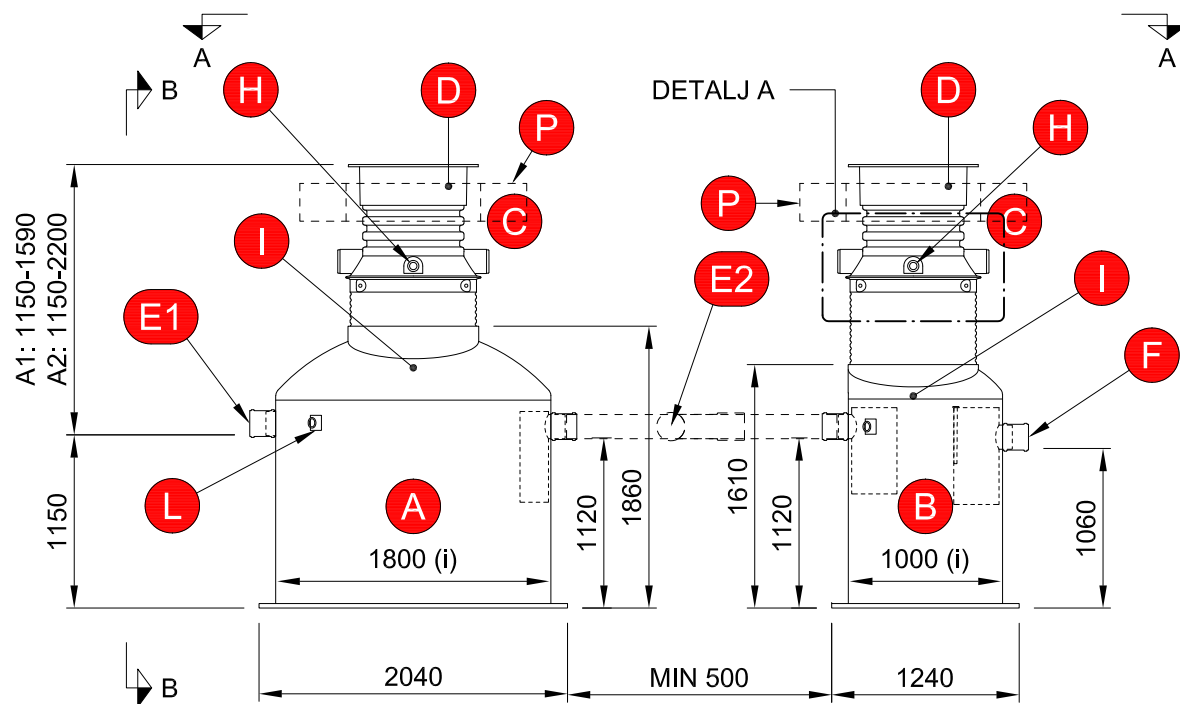 A
A
B
H
D
P
DETALJ A
D
H
C
P
C
I
E2
I
E1
F
A1: 1150-1590
A2: 1150-2200
L
A
B
1150
1120
1860
1610
1120
1060
1800 (i)
1000 (i)
B
2040
MIN 500
1240